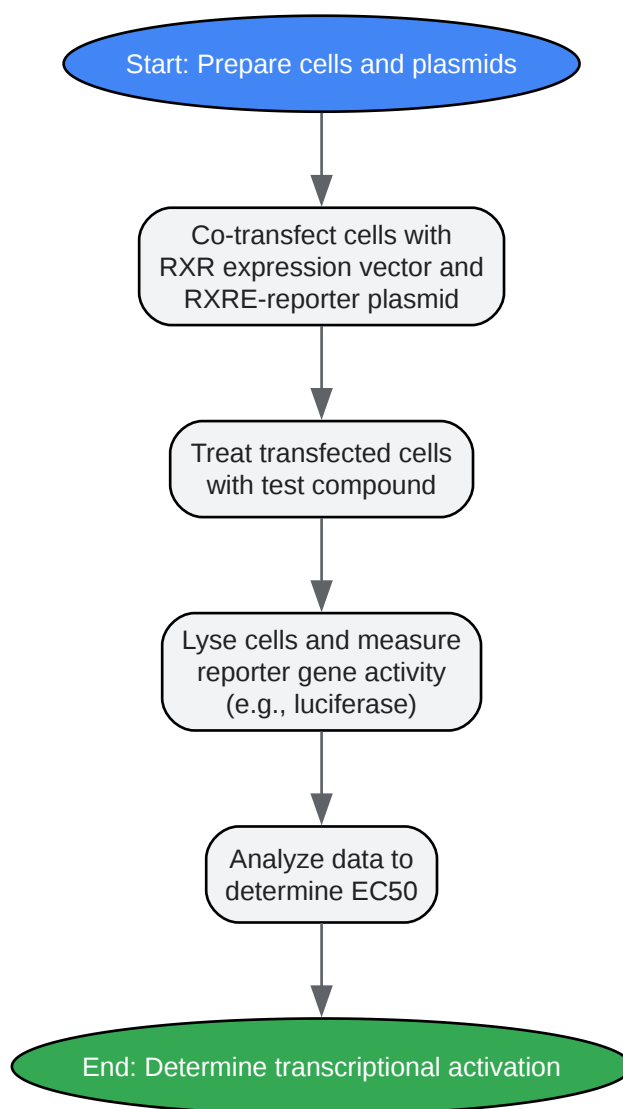 Start: Prepare cells and plasmids
Co-transfect cells with
RXR expression vector and
RXRE-reporter plasmid
Treat transfected cells
with test compound
Lyse cells and measure
reporter gene activity
(e.g., luciferase)
Analyze data to
determine EC50
End: Determine transcriptional activation